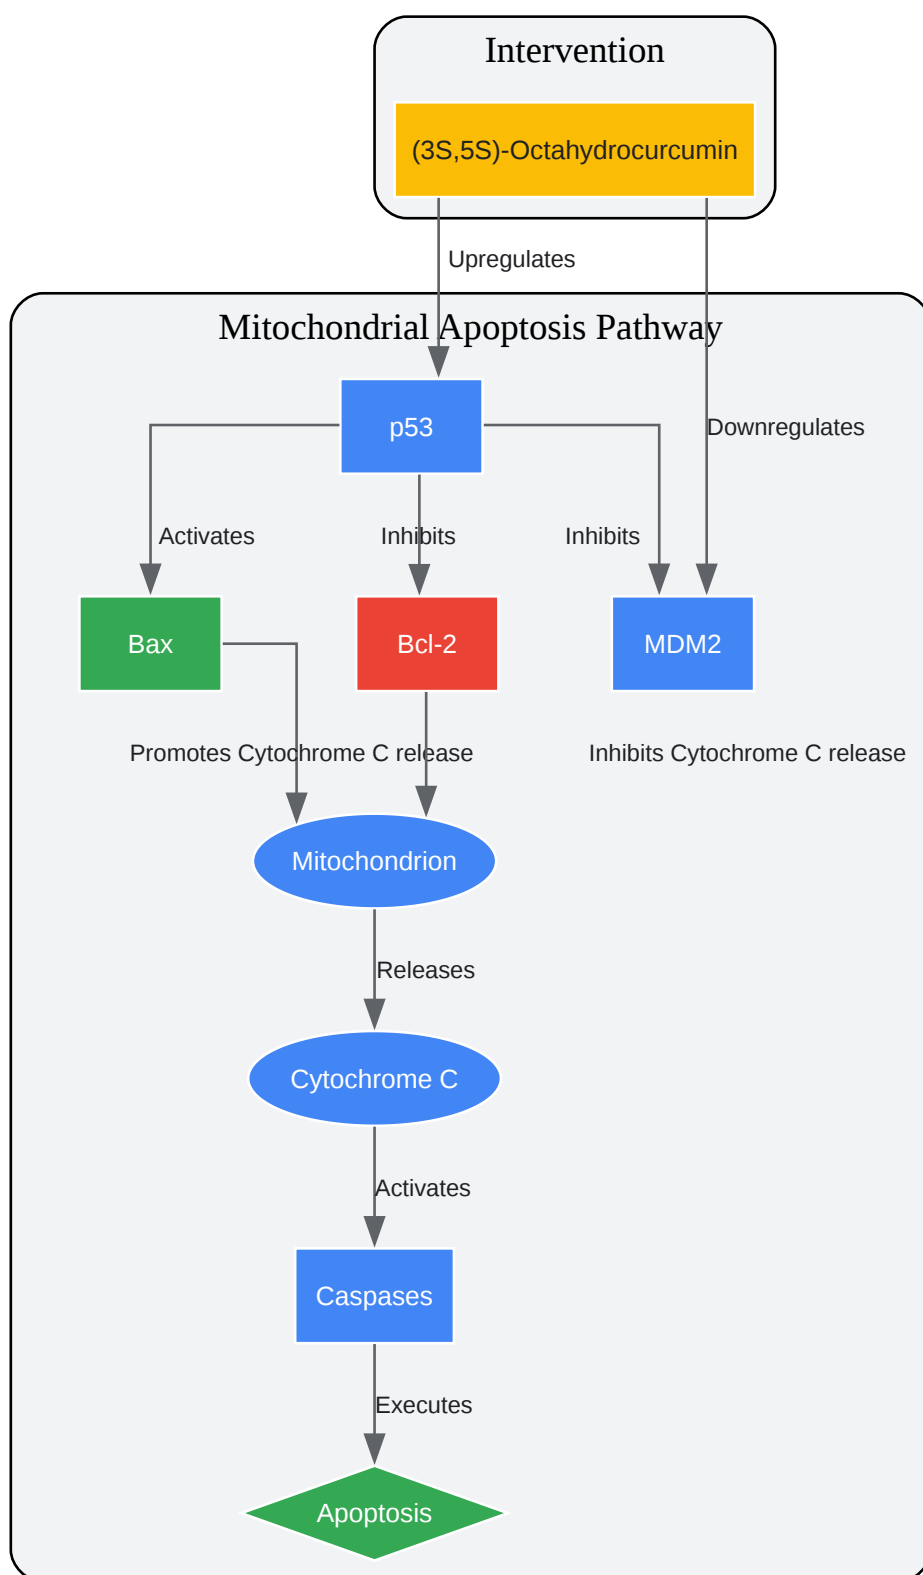 Intervention
(3S,5S)-Octahydrocurcumin
Upregulates
Mitochondrial Apoptosis Pathway
p53
Downregulates
Activates
Inhibits
Inhibits
Bax
Bcl-2
MDM2
Promotes Cytochrome C release
Inhibits Cytochrome C release
Mitochondrion
Releases
Cytochrome C
Activates
Caspases
Executes
Apoptosis